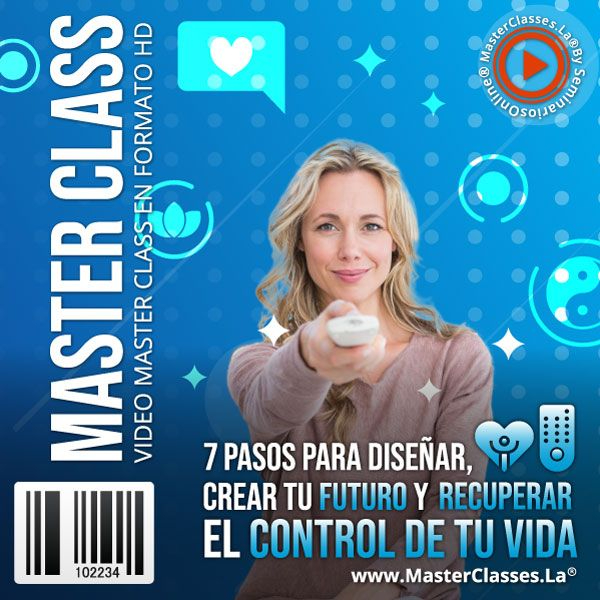 MASTER CLASS
VIDEO MASTER CLASS EN FORMATO HD
MasterClasses.La® By SeminariosOnline®
7 PASOS PARA DISEÑAR,
CREAR TU FUTURO Y RECUPERAR
EL CONTROL DE TU VIDA
www.MasterClasses.La®
102234